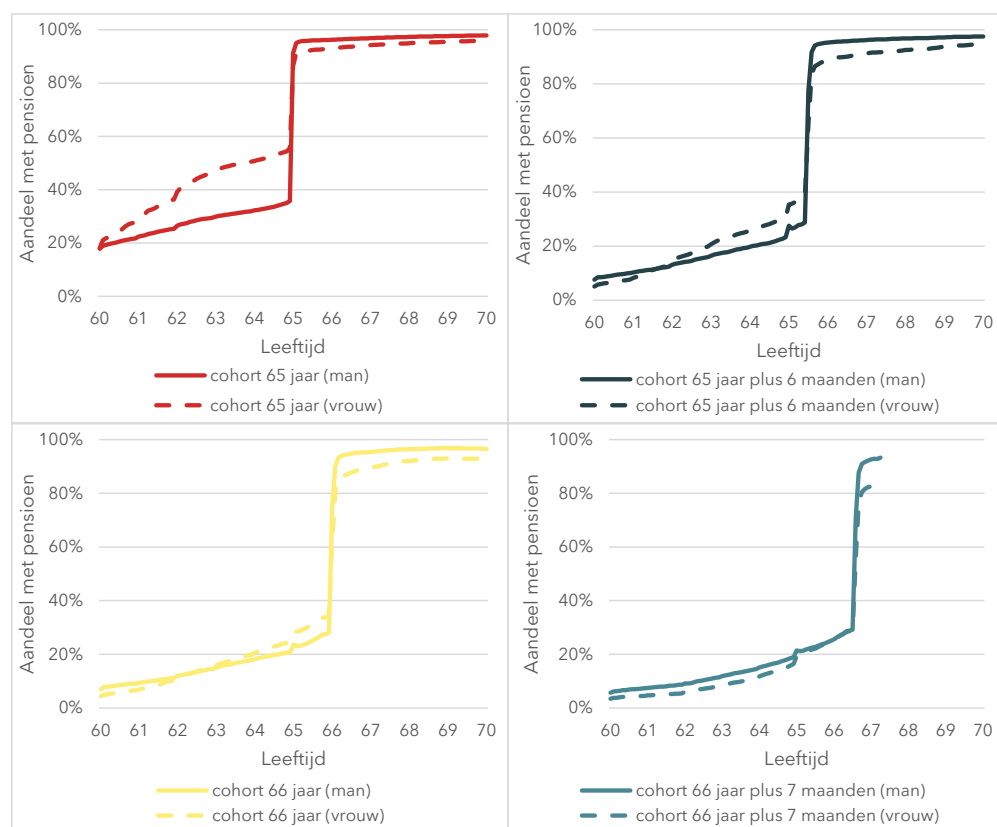 100%
80%
60%
40%
20%
0%
Aandeel met pensioen
60 61 62 63 64 65 66 67 68 69 70
Leeftijd
cohort 65 jaar (man)
cohort 65 jaar (vrouw)
100%
80%
60%
40%
20%
0%
Aandeel met pensioen
60 61 62 63 64 65 66 67 68 69 70
Leeftijd
cohort 65 jaar plus 6 maanden (man)
cohort 65 jaar plus 6 maanden (vrouw)
100%
80%
60%
40%
20%
0%
Aandeel met pensioen
60 61 62 63 64 65 66 67 68 69 70
Leeftijd
cohort 66 jaar (man)
cohort 66 jaar (vrouw)
100%
80%
60%
40%
20%
0%
Aandeel met pensioen
60 61 62 63 64 65 66 67 68 69 70
Leeftijd
cohort 66 jaar plus 7 maanden (man)
cohort 66 jaar plus 7 maanden (vrouw)